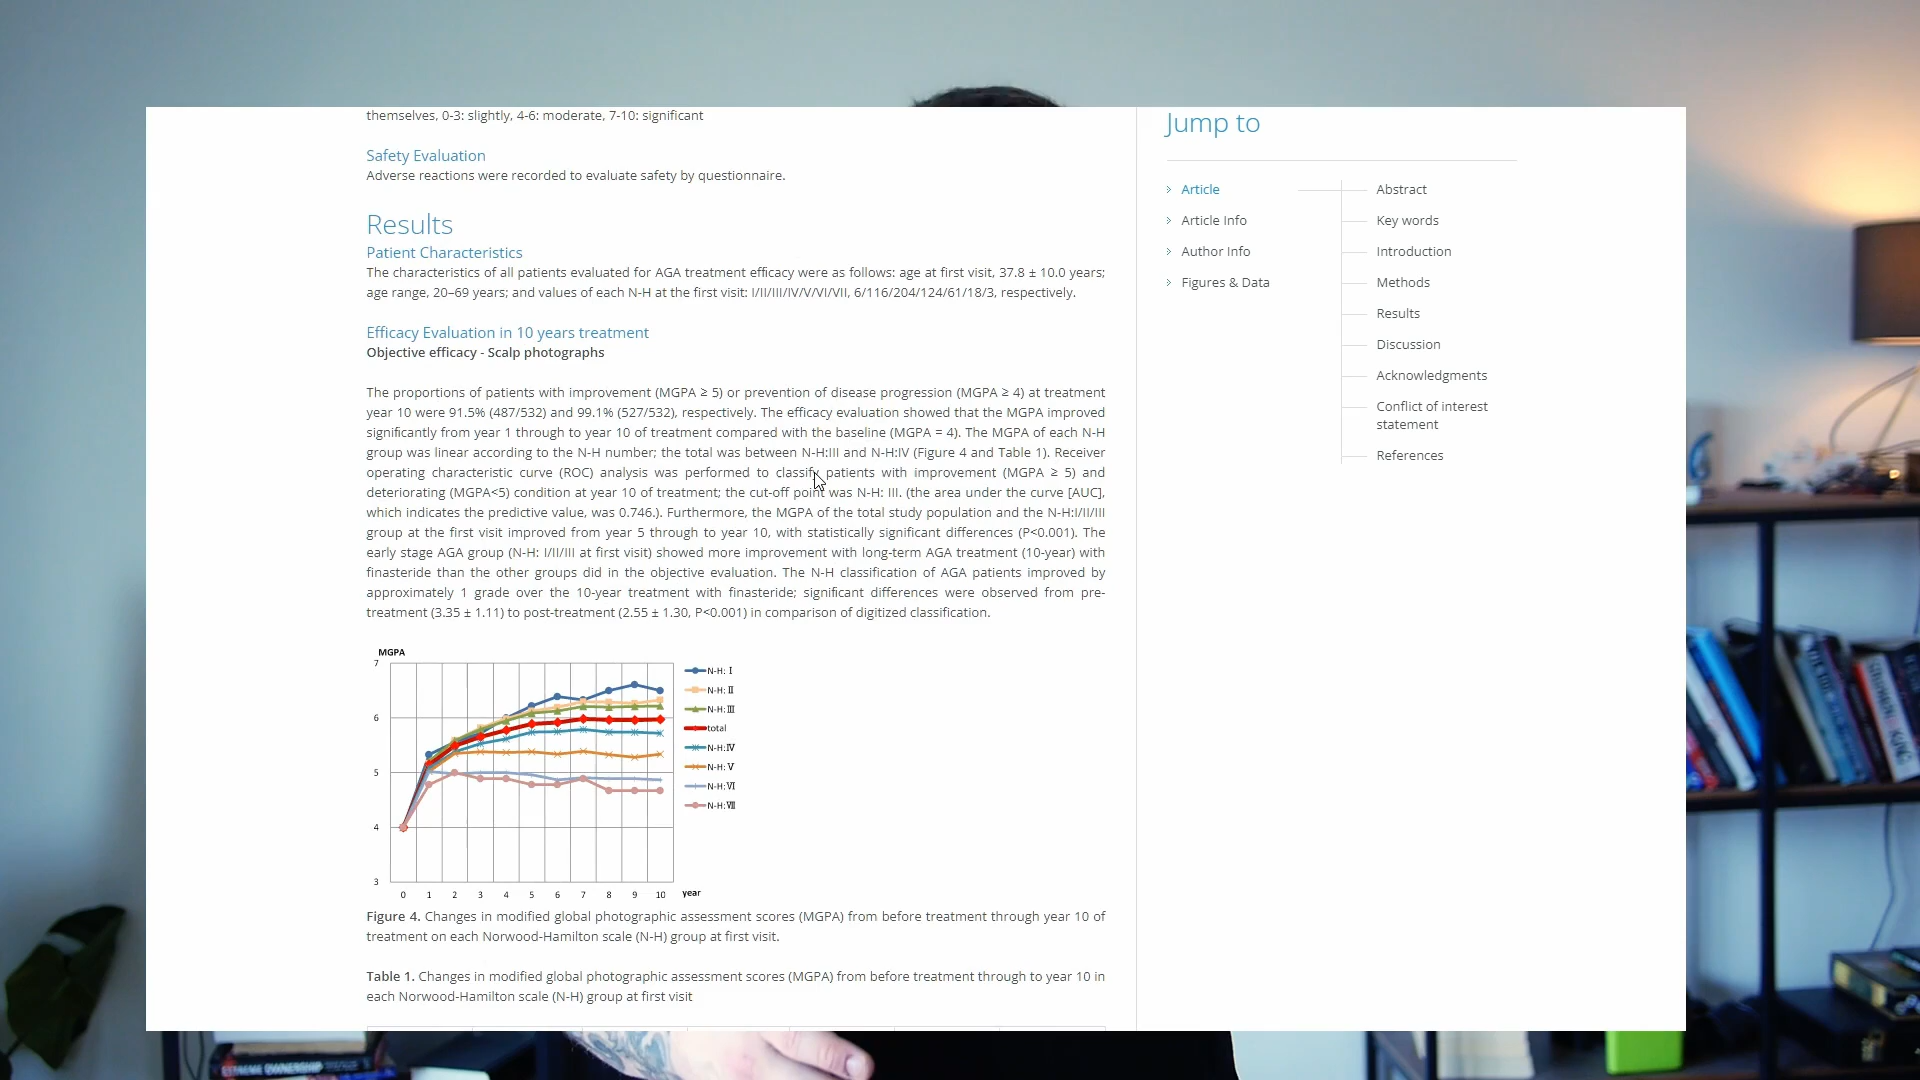 themselves, 0-3: slightly, 4-6: moderate, 7-10: significant
Safety Evaluation
Adverse reactions were recorded to evaluate safety by questionnaire.
Results
Patient Characteristics
The characteristics of all patients evaluated for AGA treatment efficacy were as follows: age at first visit, 37.8 ± 10.0 years;
age range, 20–69 years; and values of each N-H at the first visit: I/II/III/IV/V/VI/VII, 6/116/204/124/61/18/3, respectively.
Efficacy Evaluation in 10 years treatment
Objective efficacy - Scalp photographs
The proportions of patients with improvement (MGPA ≥ 5) or prevention of disease progression (MGPA ≥ 4) at treatment
year 10 were 91.5% (487/532) and 99.1% (527/532), respectively. The efficacy evaluation showed that the MGPA improved
significantly from year 1 through to year 10 of treatment compared with the baseline (MGPA = 4). The MGPA of each N-H
group was linear according to the N-H number; the total was between N-H:III and N-H:IV (Figure 4 and Table 1). Receiver
operating characteristic curve (ROC) analysis was performed to classify patients with improvement (MGPA ≥ 5) and
deteriorating (MGPA<5) condition at year 10 of treatment; the cut-off point was N-H: III. (the area under the curve [AUC],
which indicates the predictive value, was 0.746.). Furthermore, the MGPA of the total study population and the N-H:I/II/III
group at the first visit improved from year 5 through to year 10, with statistically significant differences (P<0.001). The
early stage AGA group (N-H: I/II/III at first visit) showed more improvement with long-term AGA treatment (10-year) with
finasteride than the other groups did in the objective evaluation. The N-H classification of AGA patients improved by
approximately 1 grade over the 10-year treatment with finasteride; significant differences were observed from pre-
treatment (3.35 ± 1.11) to post-treatment (2.55 ± 1.30, P<0.001) in comparison of digitized classification.
MGPA
7
6
5
4
3
0 1 2 3 4 5 6 7 8 9 10 year
N-H: Ⅰ
N-H: Ⅱ
N-H: Ⅲ
total
N-H: Ⅳ
N-H: Ⅴ
N-H: Ⅵ
N-H: Ⅶ
Figure 4. Changes in modified global photographic assessment scores (MGPA) from before treatment through year 10 of
treatment on each Norwood-Hamilton scale (N-H) group at first visit.
Table 1. Changes in modified global photographic assessment scores (MGPA) from before treatment through to year 10 in
each Norwood-Hamilton scale (N-H) group at first visit
Jump to
Article
Article Info
Author Info
Figures & Data
Abstract
Key words
Introduction
Methods
Results
Discussion
Acknowledgments
Conflict of interest
statement
References
EXTREME OWNERSHIP